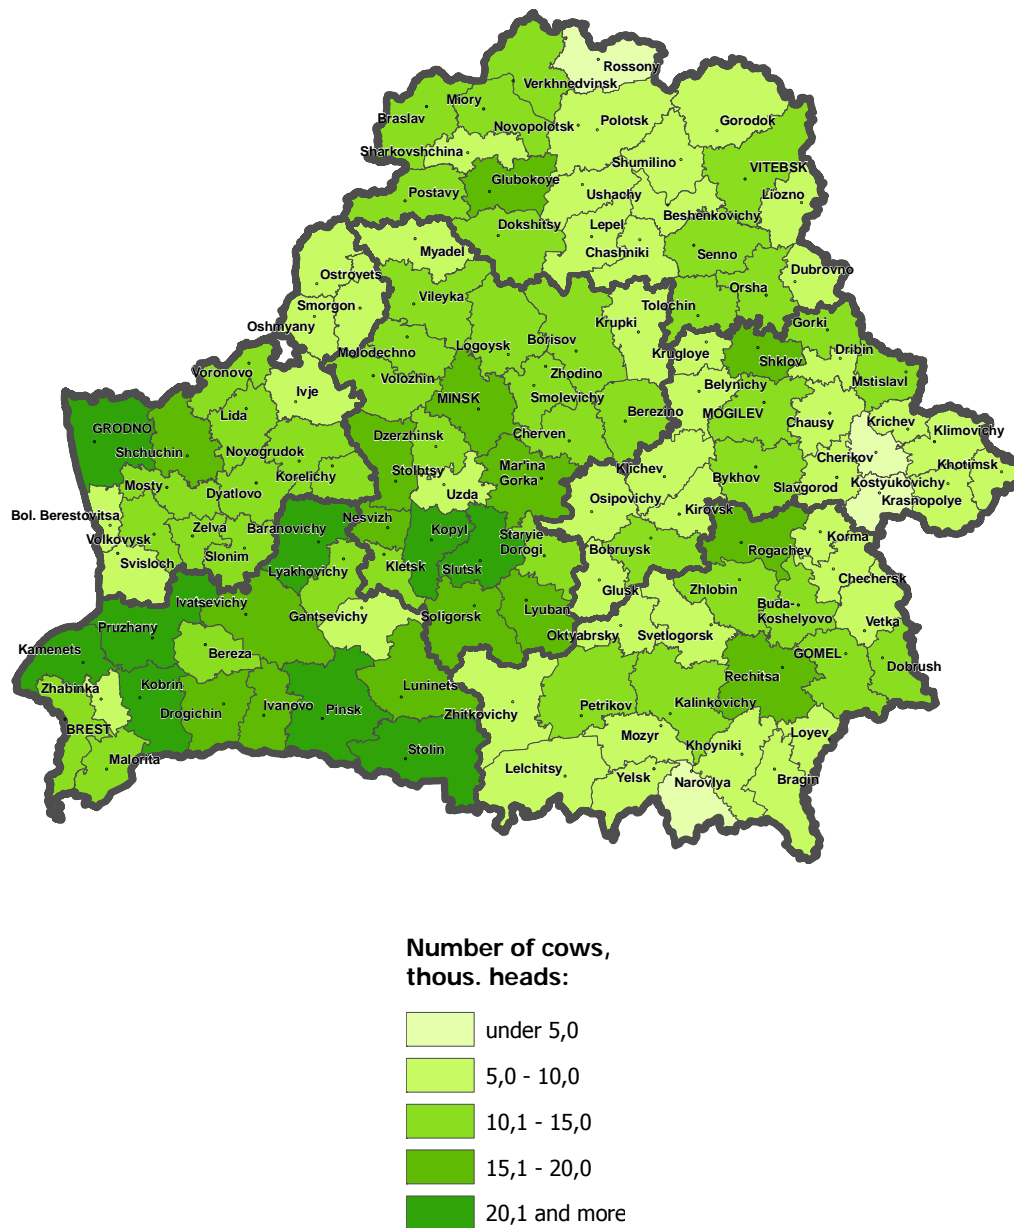 Rossony
Verkhnedvinsk
Miory
Braslav
Novopolotsk
Polotsk
Gorodok
Sharkovshchina
Shumilino
VITEBSK
Glubokoye
Postavy
Ushachy
Liozno
Beshenkovichy
Dokshitsy
Lepel
Chashniki
Senno
Myadel
Ostrovets
Dubrovno
Orsha
Vileyka
Smorgon
Tolochin
Oshmyany
Krupki
Gorki
Logoysk
Borisov
Molodechno
Krugloye
Shklov
Dribin
Voronovo
Zhodino
Volozhin
Belynichy
Mstislavl
Ivje
MINSK
Smolevichy
Lida
Berezino
MOGILEV
Chausy
Krichev
Klimovichy
GRODNO
Dzerzhinsk
Cherven
Shchuchin
Novogrudok
Cherikov
Khotimsk
Stolbtsy
Mar'ina
Gorka
Klichev
Korelichy
Bykhov
Kostyukovichy
Mosty
Dyatlovo
Uzda
Osipovichy
Slavgorod
Krasnopolye
Bol. Berestovitsa
Nesvizh
Kirovsk
Zelva
Baranovichy
Kopyl
Staryie
Dorogi
Korma
Volkovysk
Slonim
Bobruysk
Rogachev
Svisloch
Lyakhovichy
Kletsk
Slutsk
Chechersk
Ivatsevichy
Glusk
Zhlobin
Gantsevichy
Soligorsk
Lyuban
Buda-
Koshelyovo
Pruzhany
Oktyabrsky
Svetlogorsk
Vetka
Kamenets
Bereza
GOMEL
Dobrush
Rechitsa
Zhabinka
Kobrin
Luninets
Drogichin
Ivanovo
Pinsk
Zhitkovichy
Petrikov
Kalinkovichy
BREST
Loyev
Mozyr
Malorita
Stolin
Khoyniki
Lelchitsy
Yelsk
Narovlya
Bragin
Number of cows,
thous. heads:
under 5,0
5,0 - 10,0
10,1 - 15,0
15,1 - 20,0
20,1 and more